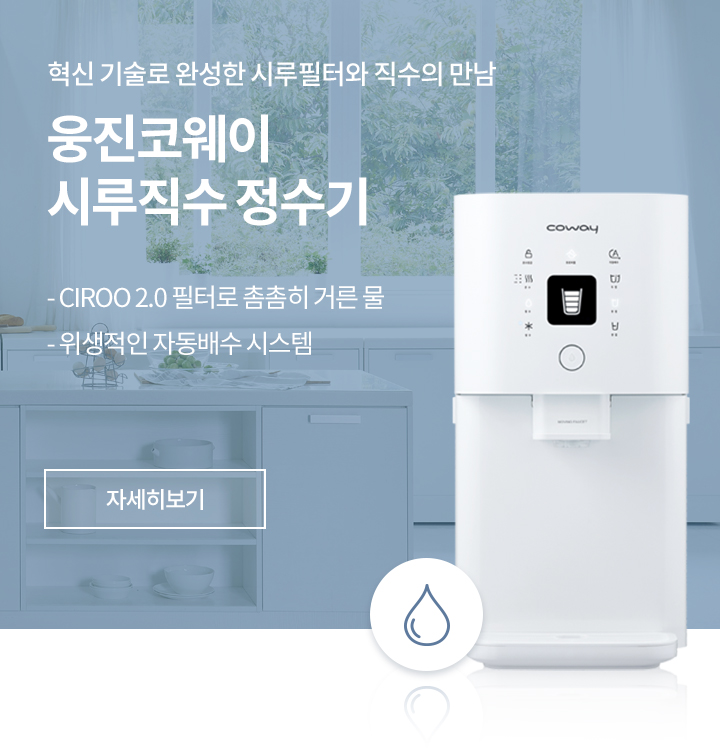 혁신 기술로 완성한 시루필터와 직수의 만남
웅진코웨이
시루직수 정수기
- CIROO 2.0 필터로 촘촘히 거른 물
- 위생적인 자동배수 시스템
자세히보기
coway